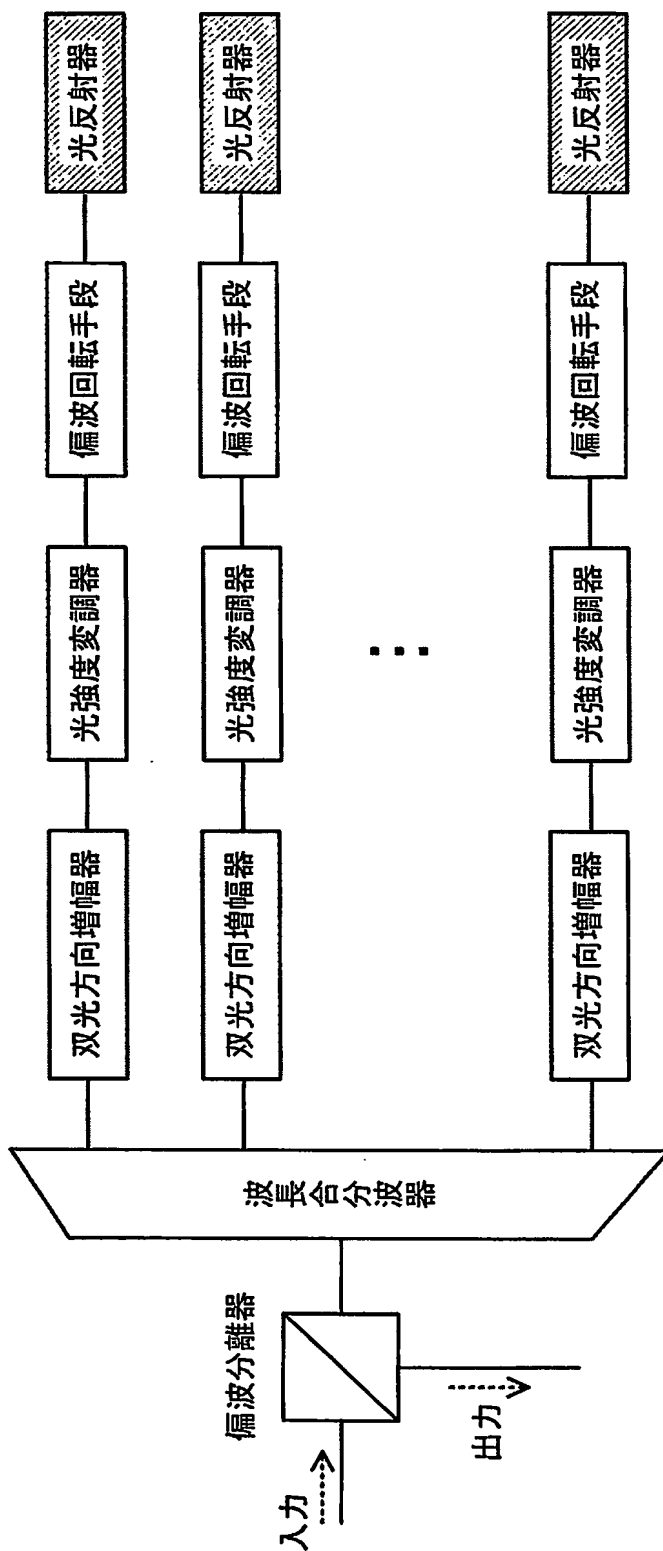 入力
出力
偏波分離器
波長合分波器
双光方向増幅器
光強度変調器
偏波回転手段
光反射器
双光方向増幅器
光強度変調器
偏波回転手段
光反射器
双光方向増幅器
光強度変調器
偏波回転手段
光反射器